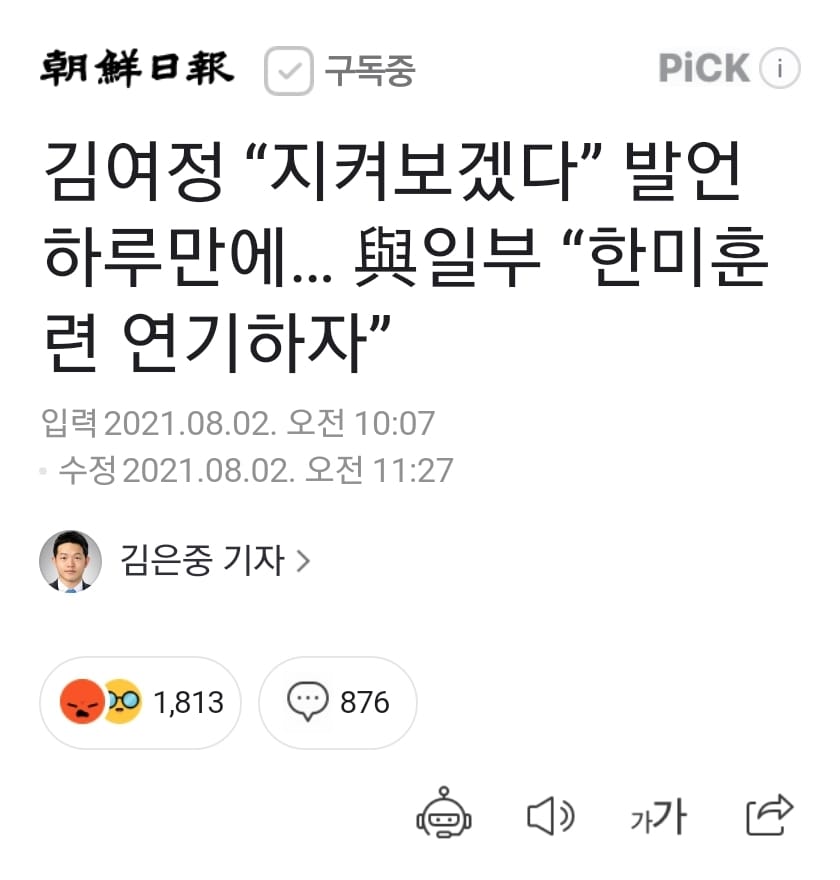 朝鮮日報 구독중 PiCK i
김여정 “지켜보겠다” 발언
하루만에... 與일부 “한미훈
련 연기하자”
입력 2021.08.02. 오전 10:07
· 수정 2021.08.02. 오전 11:27
김은중 기자 >
1,813 876
가가